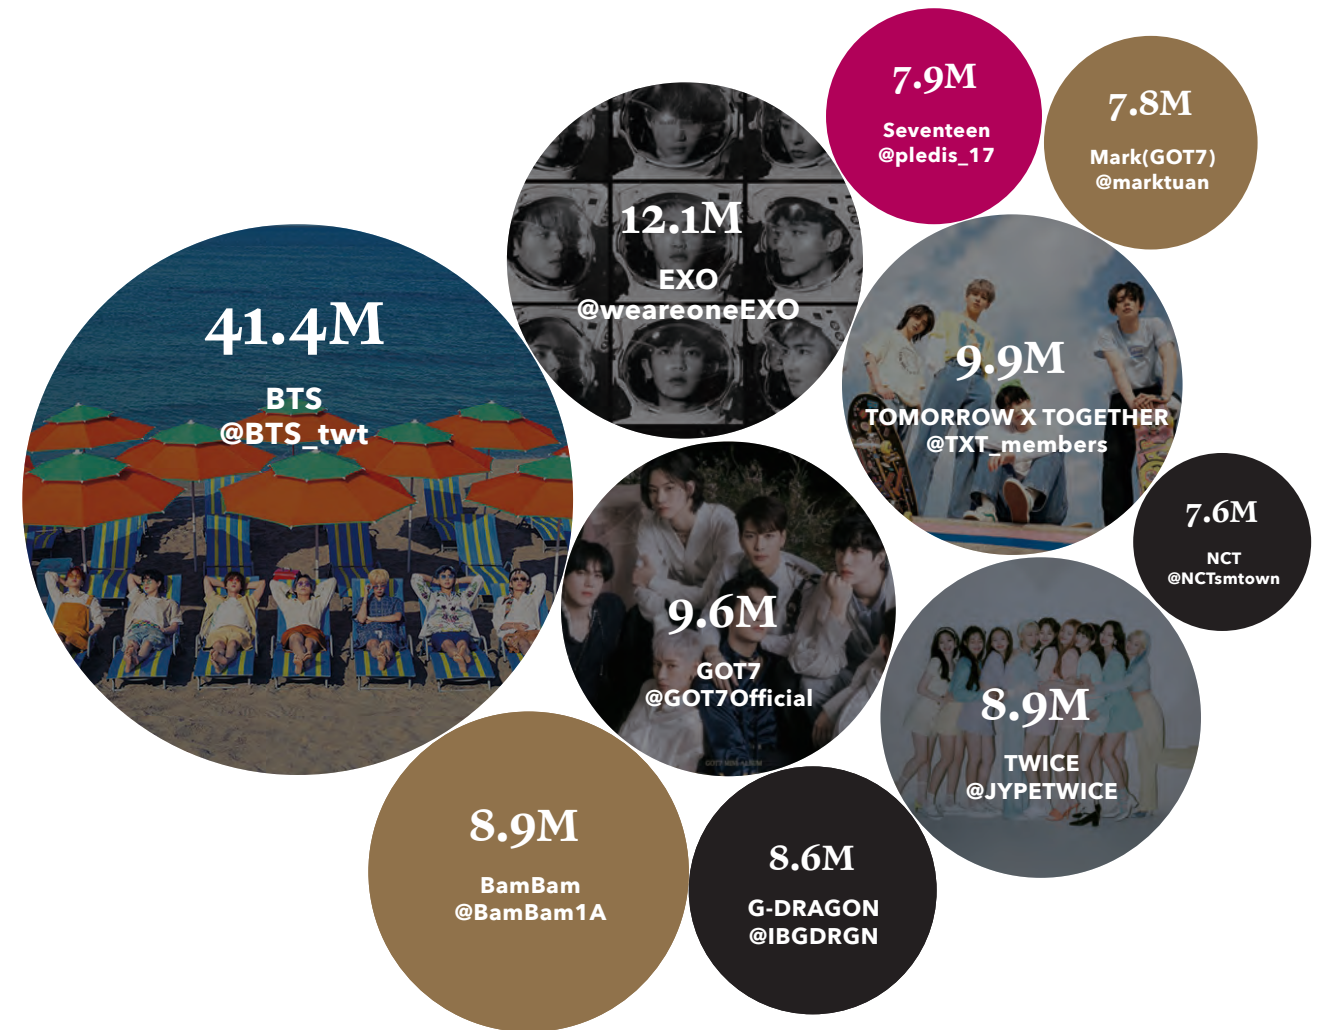 7.9M
Seventeen
@pledis_17
7.8M
Mark(GOT7)
@marktuan
12.1M
EXO
@weareoneEXO
41.4M
BTS
@BTS_twt
9.9M
TOMORROW X TOGETHER
@TXT_members
7.6M
NCT
@NCTsmtown
9.6M
GOT7
@GOT7Official
8.9M
TWICE
@JYPETWICE
8.9M
BamBam
@BamBam1A
8.6M
G-DRAGON
@IBGDRGN